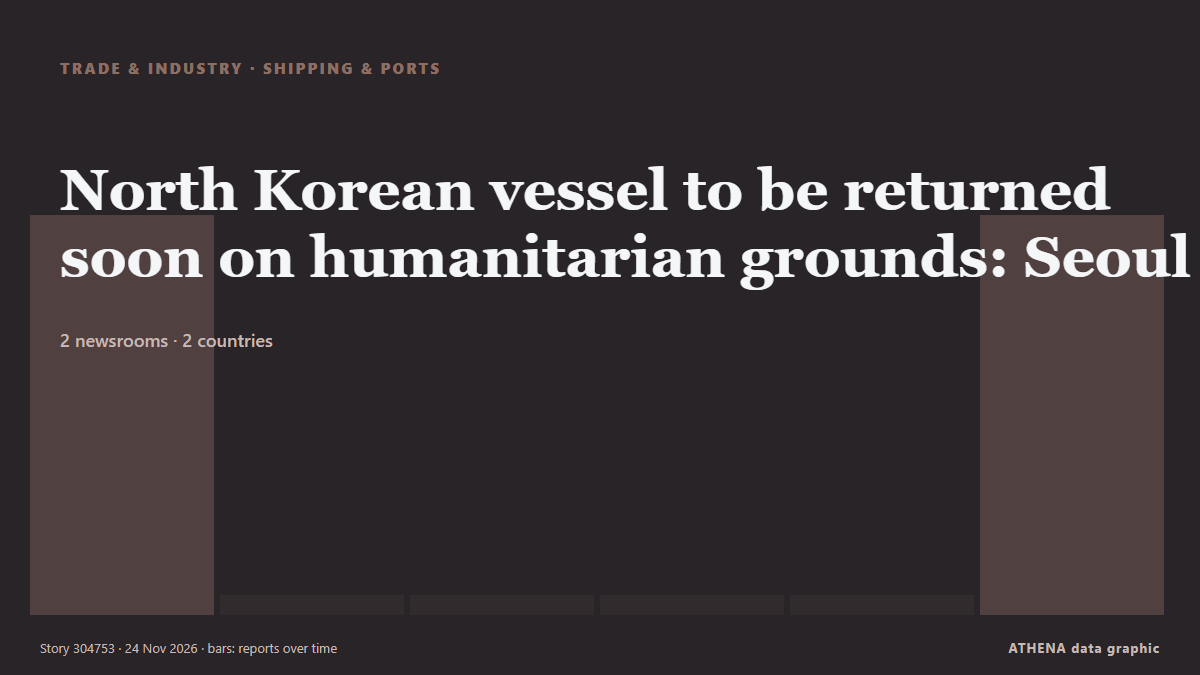 TRADE & INDUSTRY · SHIPPING & PORTS
North Korean vessel to be returned
soon on humanitarian grounds: Seoul
2 newsrooms · 2 countries
Story 304753 · 24 Nov 2026 · bars: reports over time
ATHENA data graphic